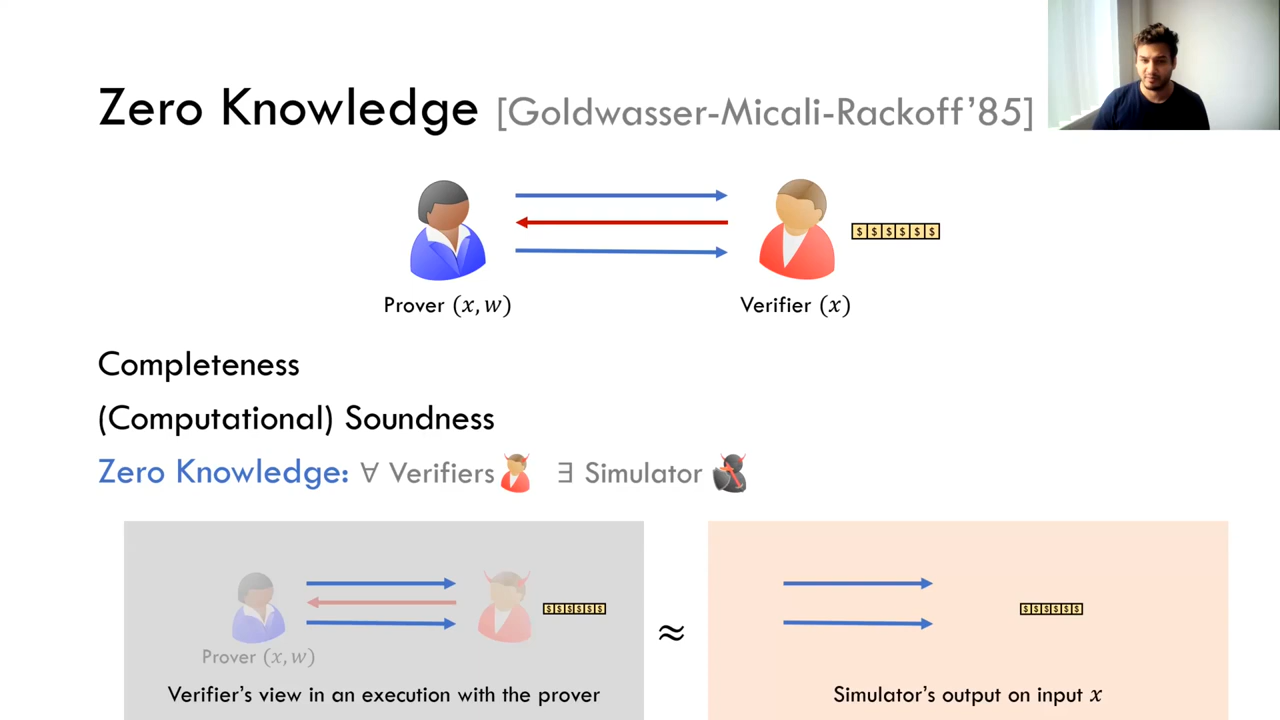 Zero Knowledge [Goldwasser-Micali-Rackoff’85]
$ $ $ $ $ $
Prover (x, w)
Verifier (x)
Completeness
(Computational) Soundness
Zero Knowledge: ∀ Verifiers ∃ Simulator
$ $ $ $ $ $
$ $ $ $ $ $
≈
Prover (x, w)
Verifier’s view in an execution with the prover
Simulator’s output on input x